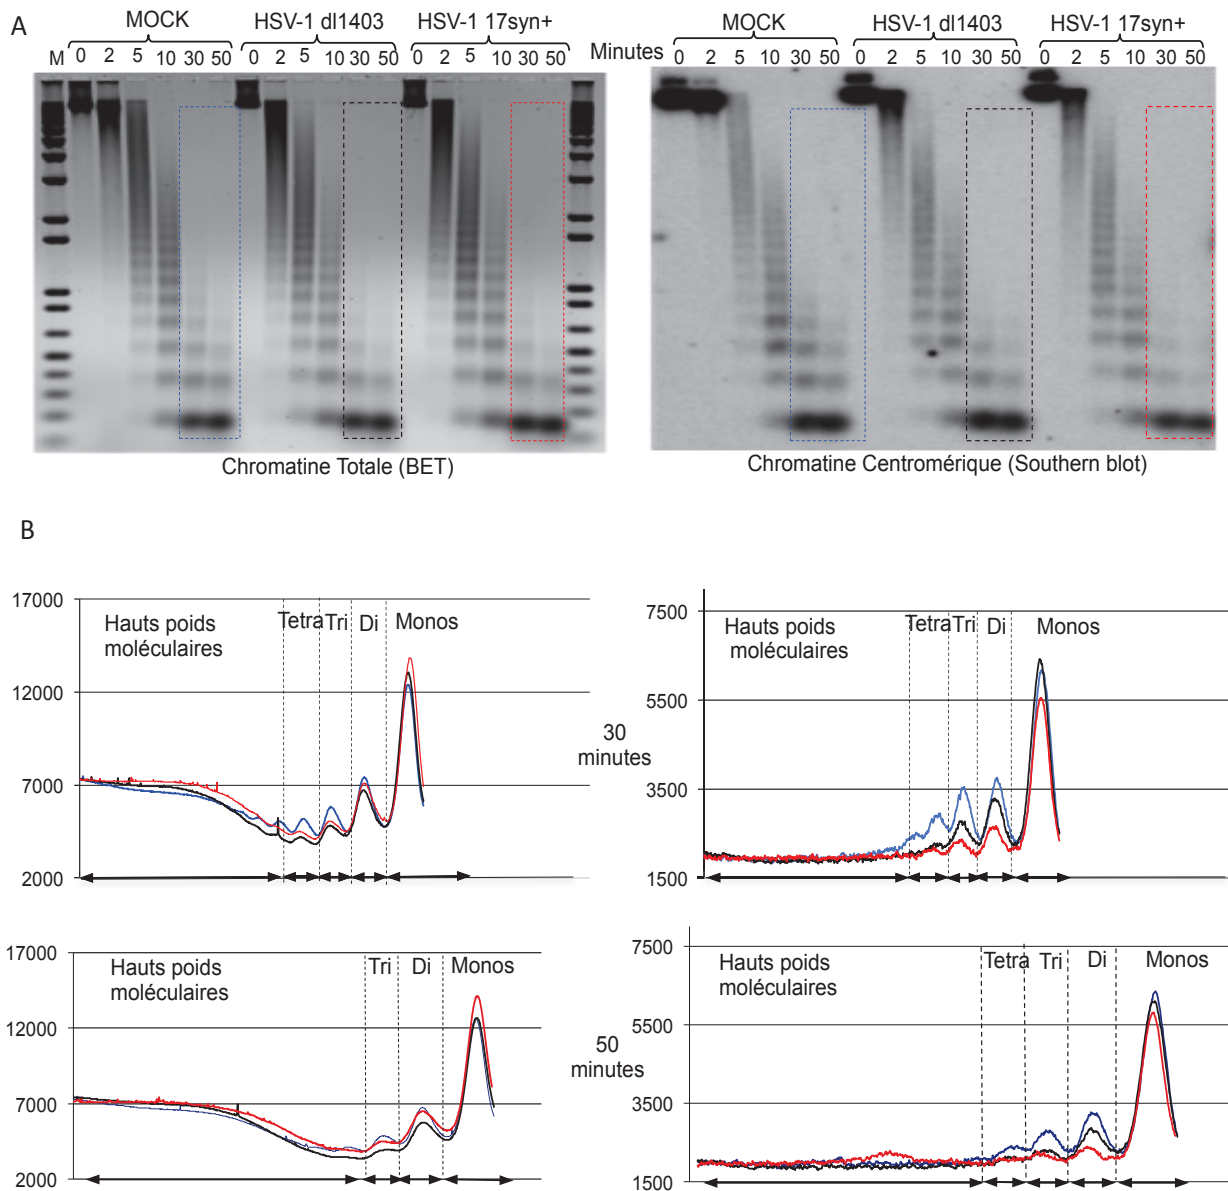 A
MOCK
HSV-1 dl1403
HSV-1 17syn+
M 0 2 5 10 30 50 0 2 5 10 30 50 0 2 5 10 30 50
Chromatine Totale (BET)
MOCK
HSV-1 dl1403
HSV-1 17syn+
Minutes 0 2 5 10 30 50 0 2 5 10 30 50 0 2 5 10 30 50
Chromatine Centromérique (Southern blot)
B
17000
12000
7000
2000
Hauts poids
moléculaires
Tetra Tri Di Monos
30
minutes
7500
5500
3500
1500
Hauts poids
moléculaires
Tetra Tri Di Monos
17000
12000
7000
2000
Hauts poids
moléculaires
Tri Di Monos
50
minutes
7500
5500
3500
1500
Hauts poids
moléculaires
Tetra Tri Di Monos